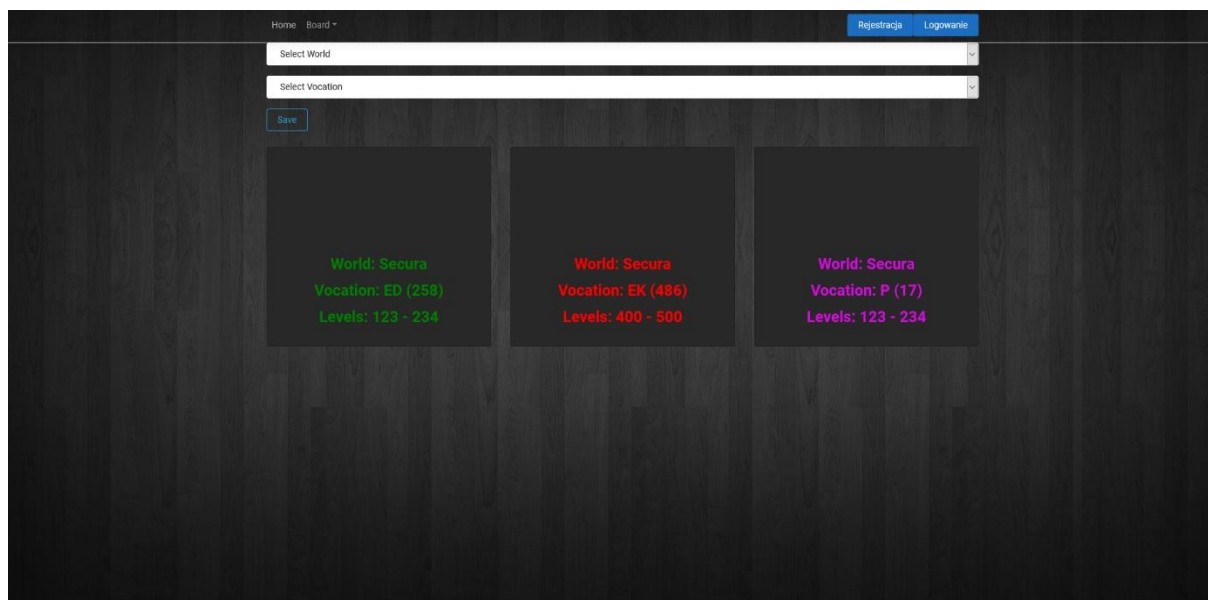 Home Board Rejestracja Logowanie
Select World
Select Vocation
Save
World: Secura
Vocation: ED (258)
Levels: 123 - 234
World: Secura
Vocation: EK (486)
Levels: 400 - 500
World: Secura
Vocation: P (17)
Levels: 123 - 234